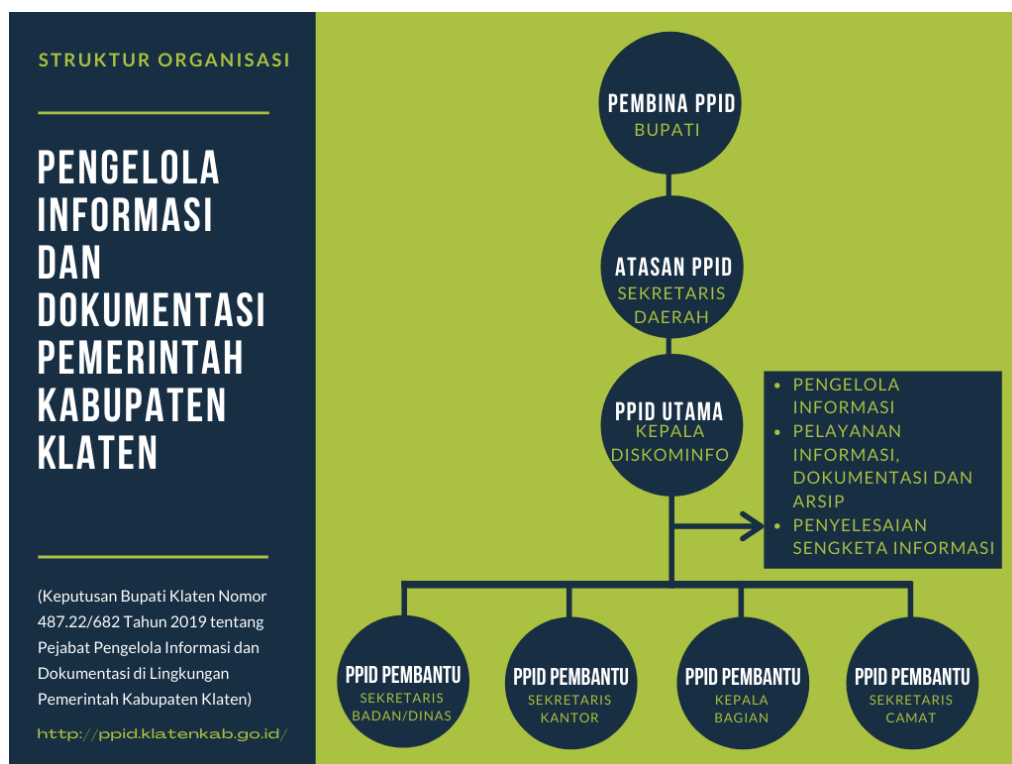 STRUKTUR ORGANISASI
PENGELOLA
INFORMASI
DAN
DOKUMENTASI
PEMERINTAH
KABUPATEN
KLATEN
(Keputusan Bupati Klaten Nomor
487.22/682 Tahun 2019 tentang
Pejabat Pengelola Informasi dan
Dokumentasi di Lingkungan
Pemerintah Kabupaten Klaten)
http://ppid.klatenkab.go.id/
PEMBINA PPID
BUPATI
ATASAN PPID
SEKRETARIS
DAERAH
PPID UTAMA
KEPALA
DISKOMINFO
• PENGELOLA
INFORMASI
• PELAYANAN
INFORMASI,
DOKUMENTASI DAN
ARSIP
• PENYELESAIAN
SENGKETA INFORMASI
PPID PEMBANTU
SEKRETARIS
BADAN/DINAS
PPID PEMBANTU
SEKRETARIS
KANTOR
PPID PEMBANTU
KEPALA
BAGIAN
PPID PEMBANTU
SEKRETARIS
CAMAT